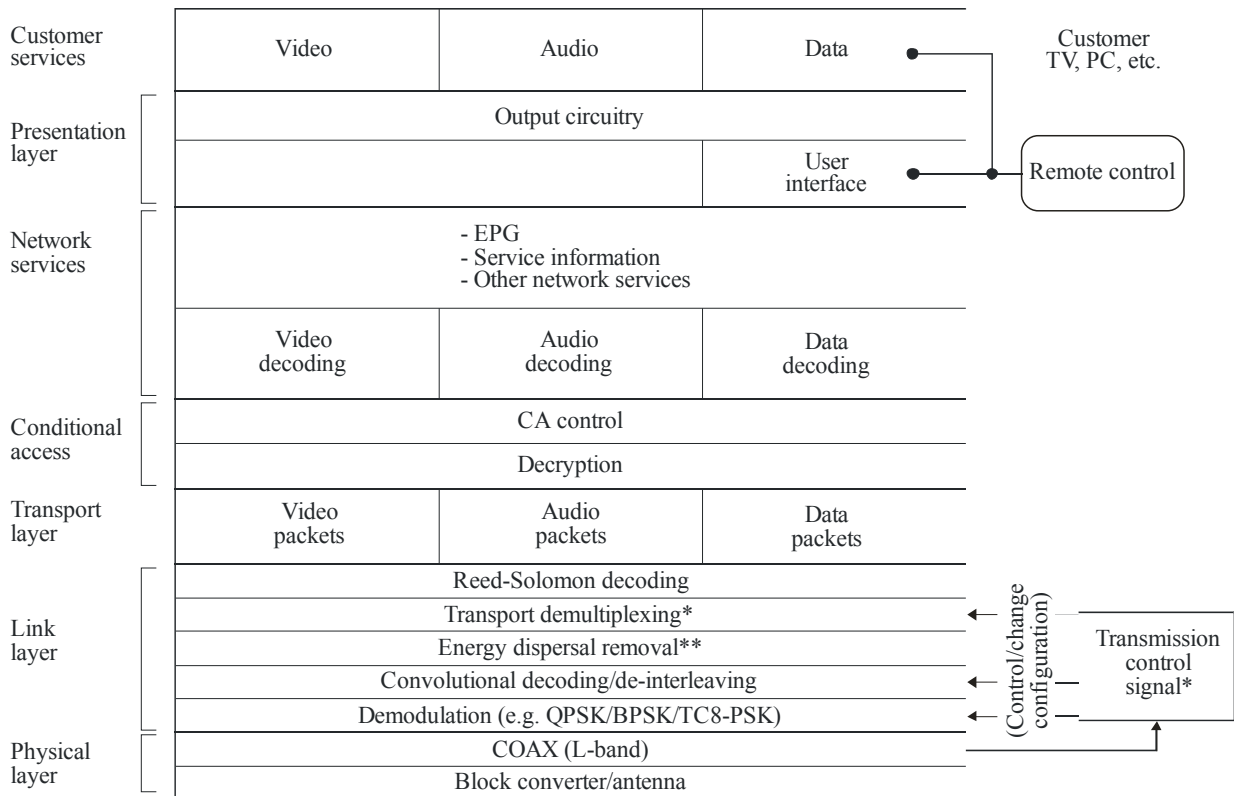 Customer
services
Video
Audio
Data
Customer
TV, PC, etc.
Presentation
layer
Output circuitry
User
interface
Remote control
Network
services
- EPG
- Service information
- Other network services
Video
decoding
Audio
decoding
Data
decoding
Conditional
access
CA control
Decryption
Transport
layer
Video
packets
Audio
packets
Data
packets
Link
layer
Reed-Solomon decoding
Transport demultiplexing*
Energy dispersal removal**
Convolutional decoding/de-interleaving
Demodulation (e.g. QPSK/BPSK/TC8-PSK)
(Control/change
configuration)
Transmission
control
signal*
Physical
layer
COAX (L-band)
Block converter/antenna